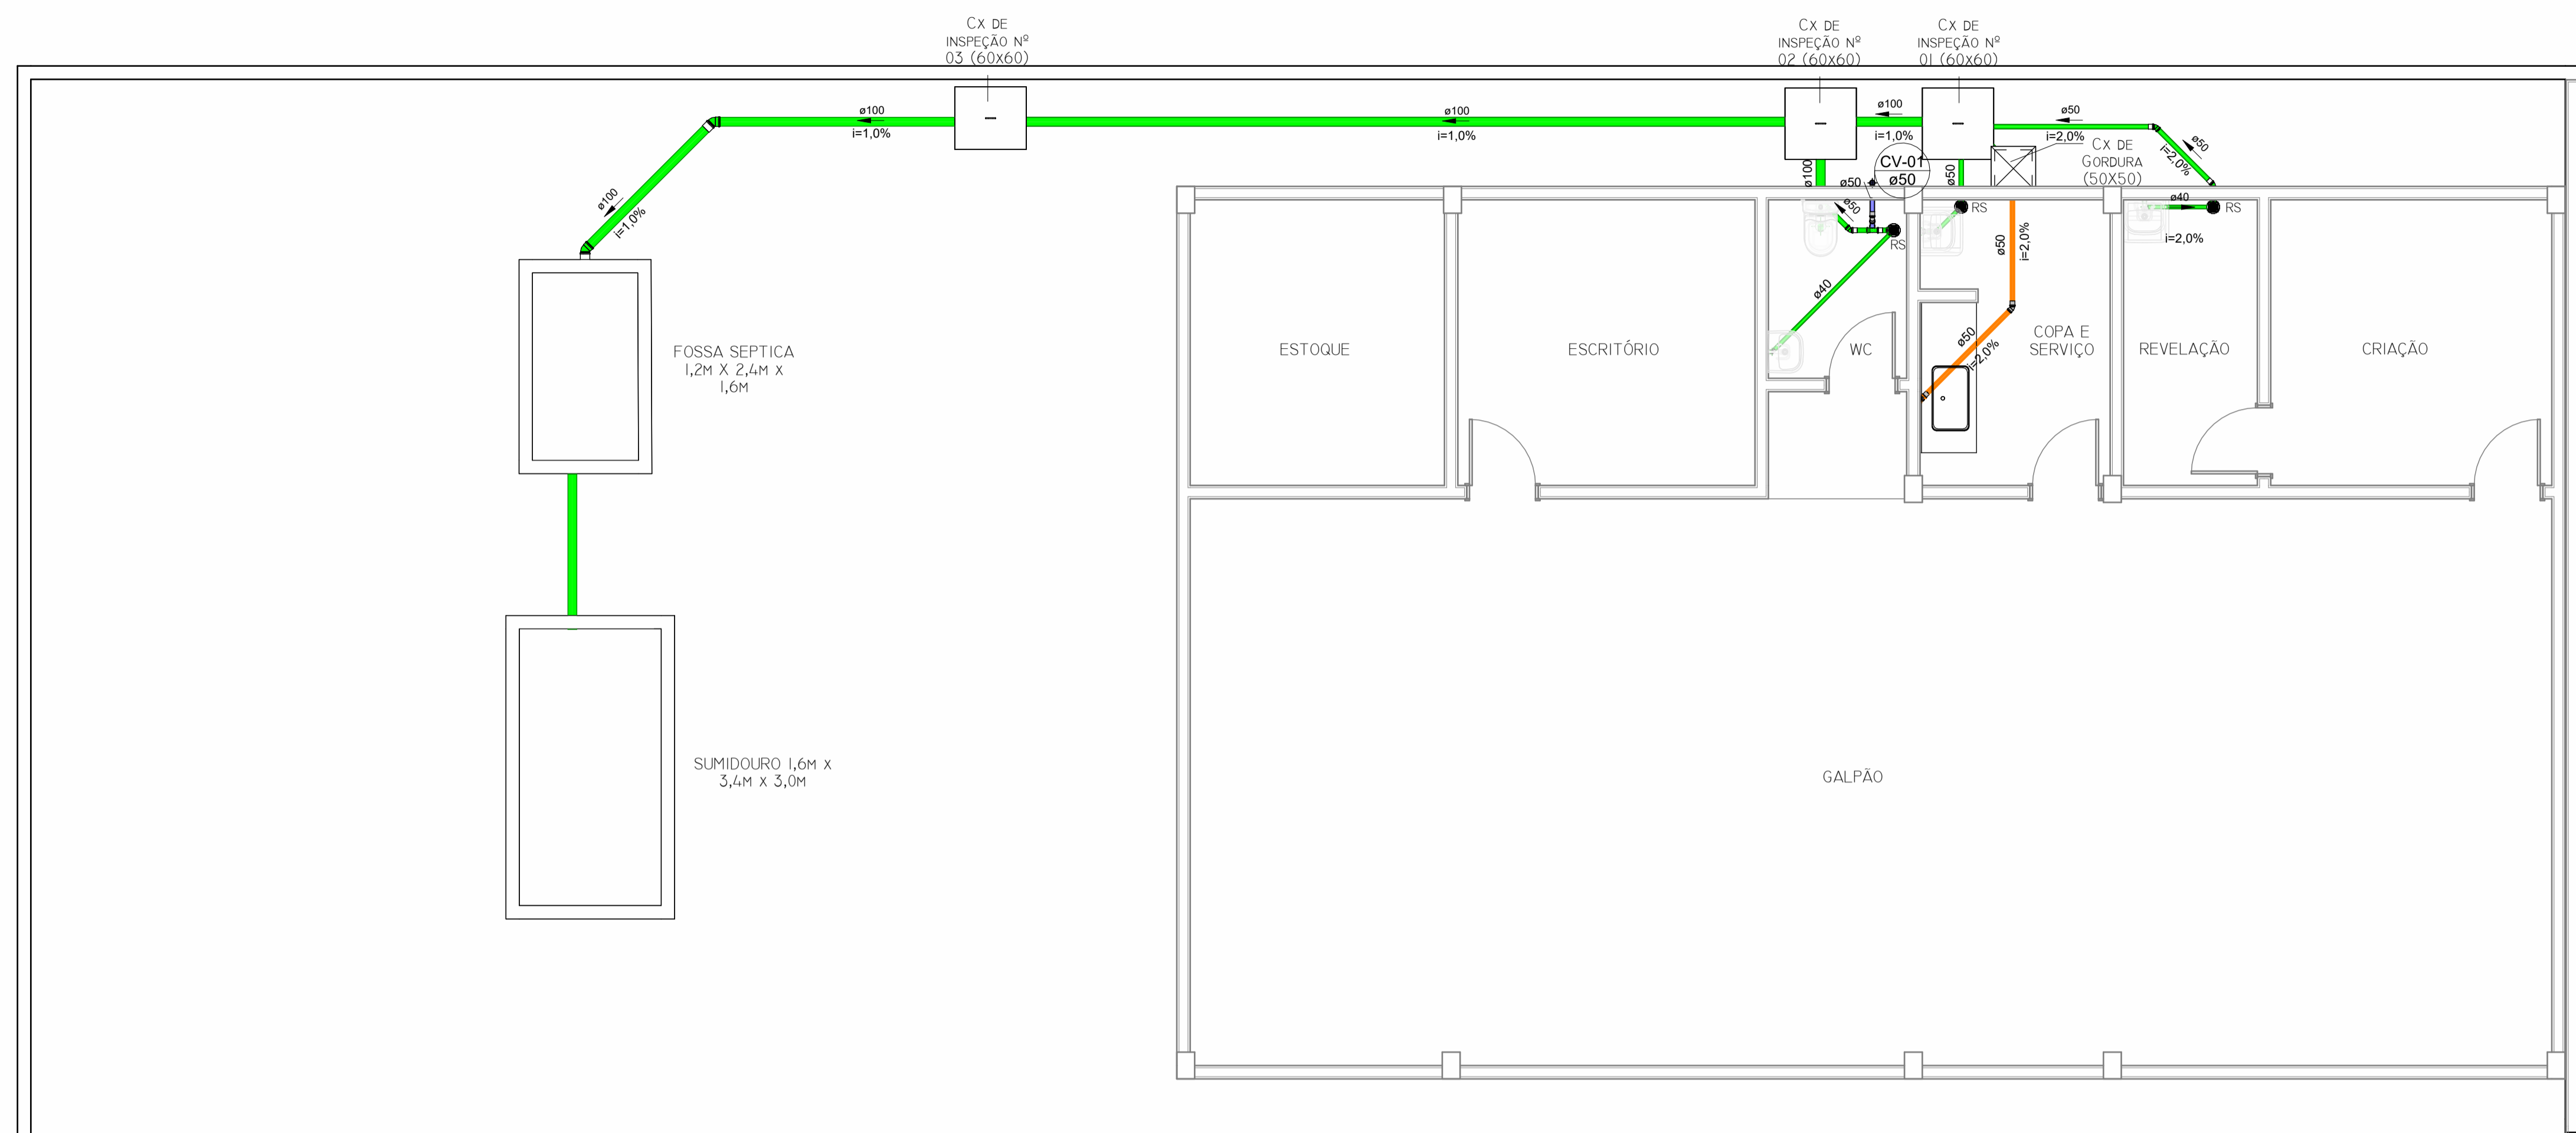 CX DE
INSPEÇÃO Nº
03 (60X60)
CX DE
INSPEÇÃO Nº
02 (60X60)
CX DE
INSPEÇÃO Nº
01 (60X60)
ø100
i=1,0%
ø100
i=1,0%
ø100
i=1,0%
ø50
i=2,0%
ø50
i=2,0%
CX DE
GORDURA
(50X50)
CV-01
ø50
ø100
ø50
ø50
ø50
RS
RS
ø40
RS
i=2,0%
ø100
i=1,0%
ø50
i=2,0%
ø40
ø50
i=2,0%
FOSSA SEPTICA
1,2M X 2,4M X
1,6M
ESTOQUE
ESCRITÓRIO
WC
COPA E
SERVIÇO
REVELAÇÃO
CRIAÇÃO
SUMIDOURO 1,6M X
3,4M X 3,0M
GALPÃO